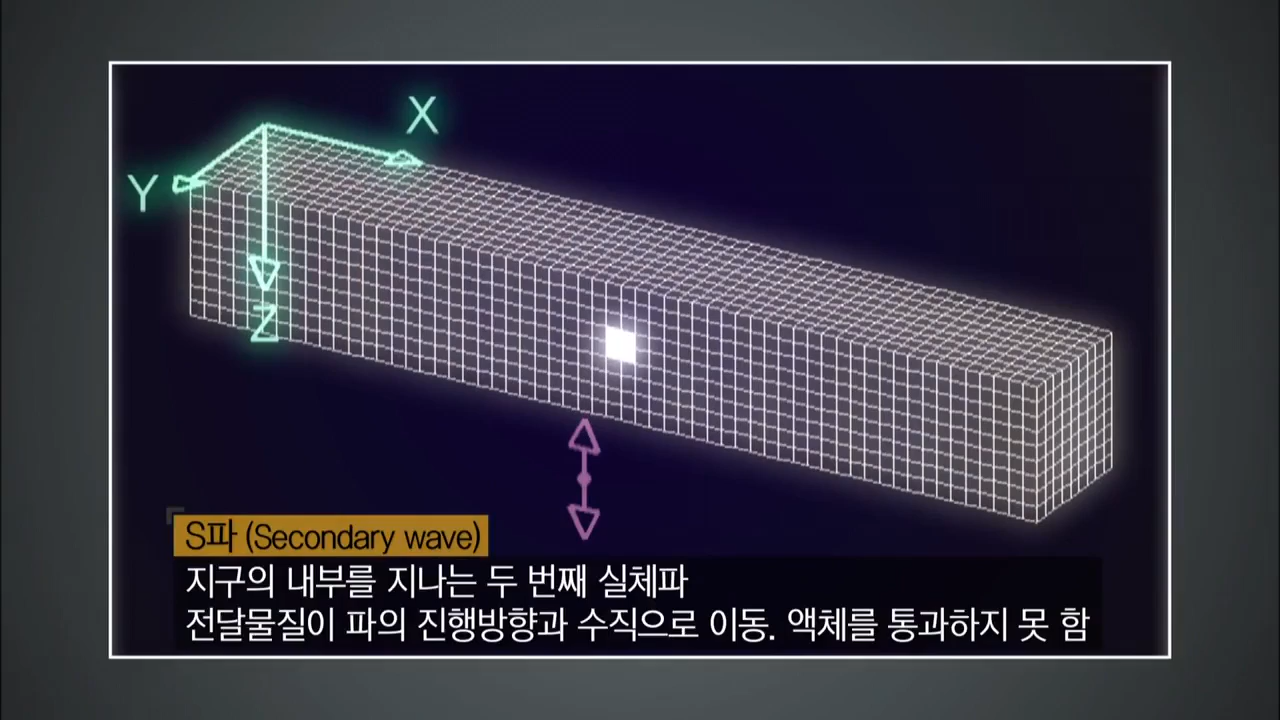 X
Y
Z
S파 (Secondary wave)
지구의 내부를 지나는 두 번째 실체파
전달물질이 파의 진행방향과 수직으로 이동. 액체를 통과하지 못 함